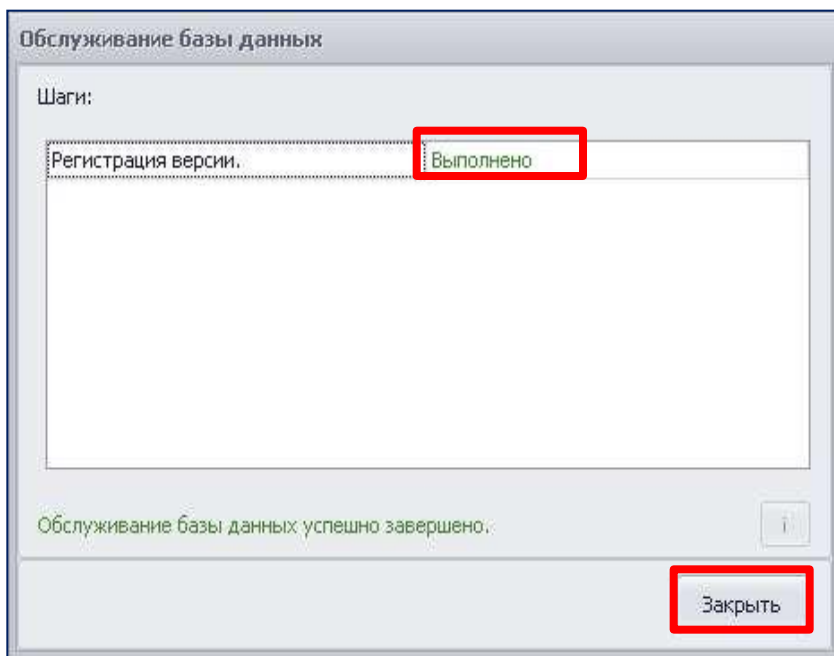 Обслуживание базы данных
Шаги:
Регистрация версии. Выполнено
Обслуживание базы данных успешно завершено.
i
Закрыть